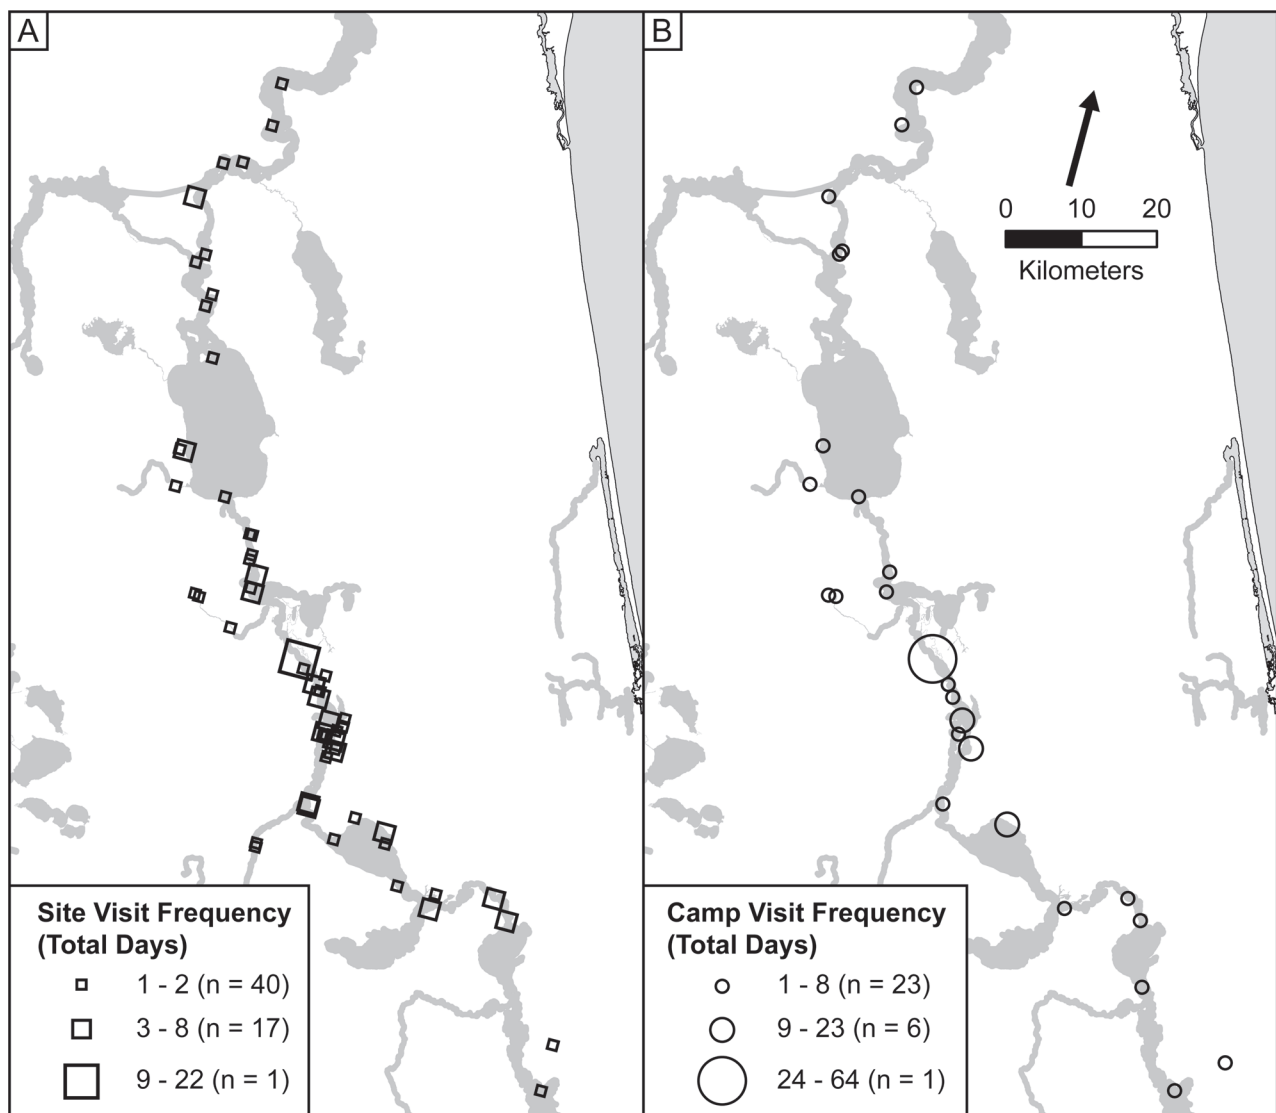 A
B
0 10 20
Kilometers
Site Visit Frequency
(Total Days)
1 - 2 (n = 40)
3 - 8 (n = 17)
9 - 22 (n = 1)
Camp Visit Frequency
(Total Days)
1 - 8 (n = 23)
9 - 23 (n = 6)
24 - 64 (n = 1)